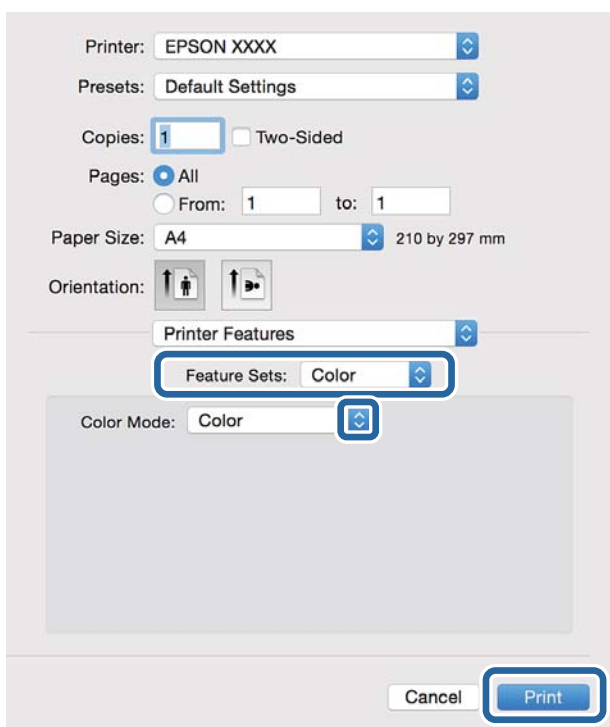 Printer: EPSON XXXX
Presets: Default Settings
Copies: 1 Two-Sided
Pages: All
From: 1 to: 1
Paper Size: A4 210 by 297 mm
Orientation:
Printer Features
Feature Sets: Color
Color Mode: Color
Cancel Print